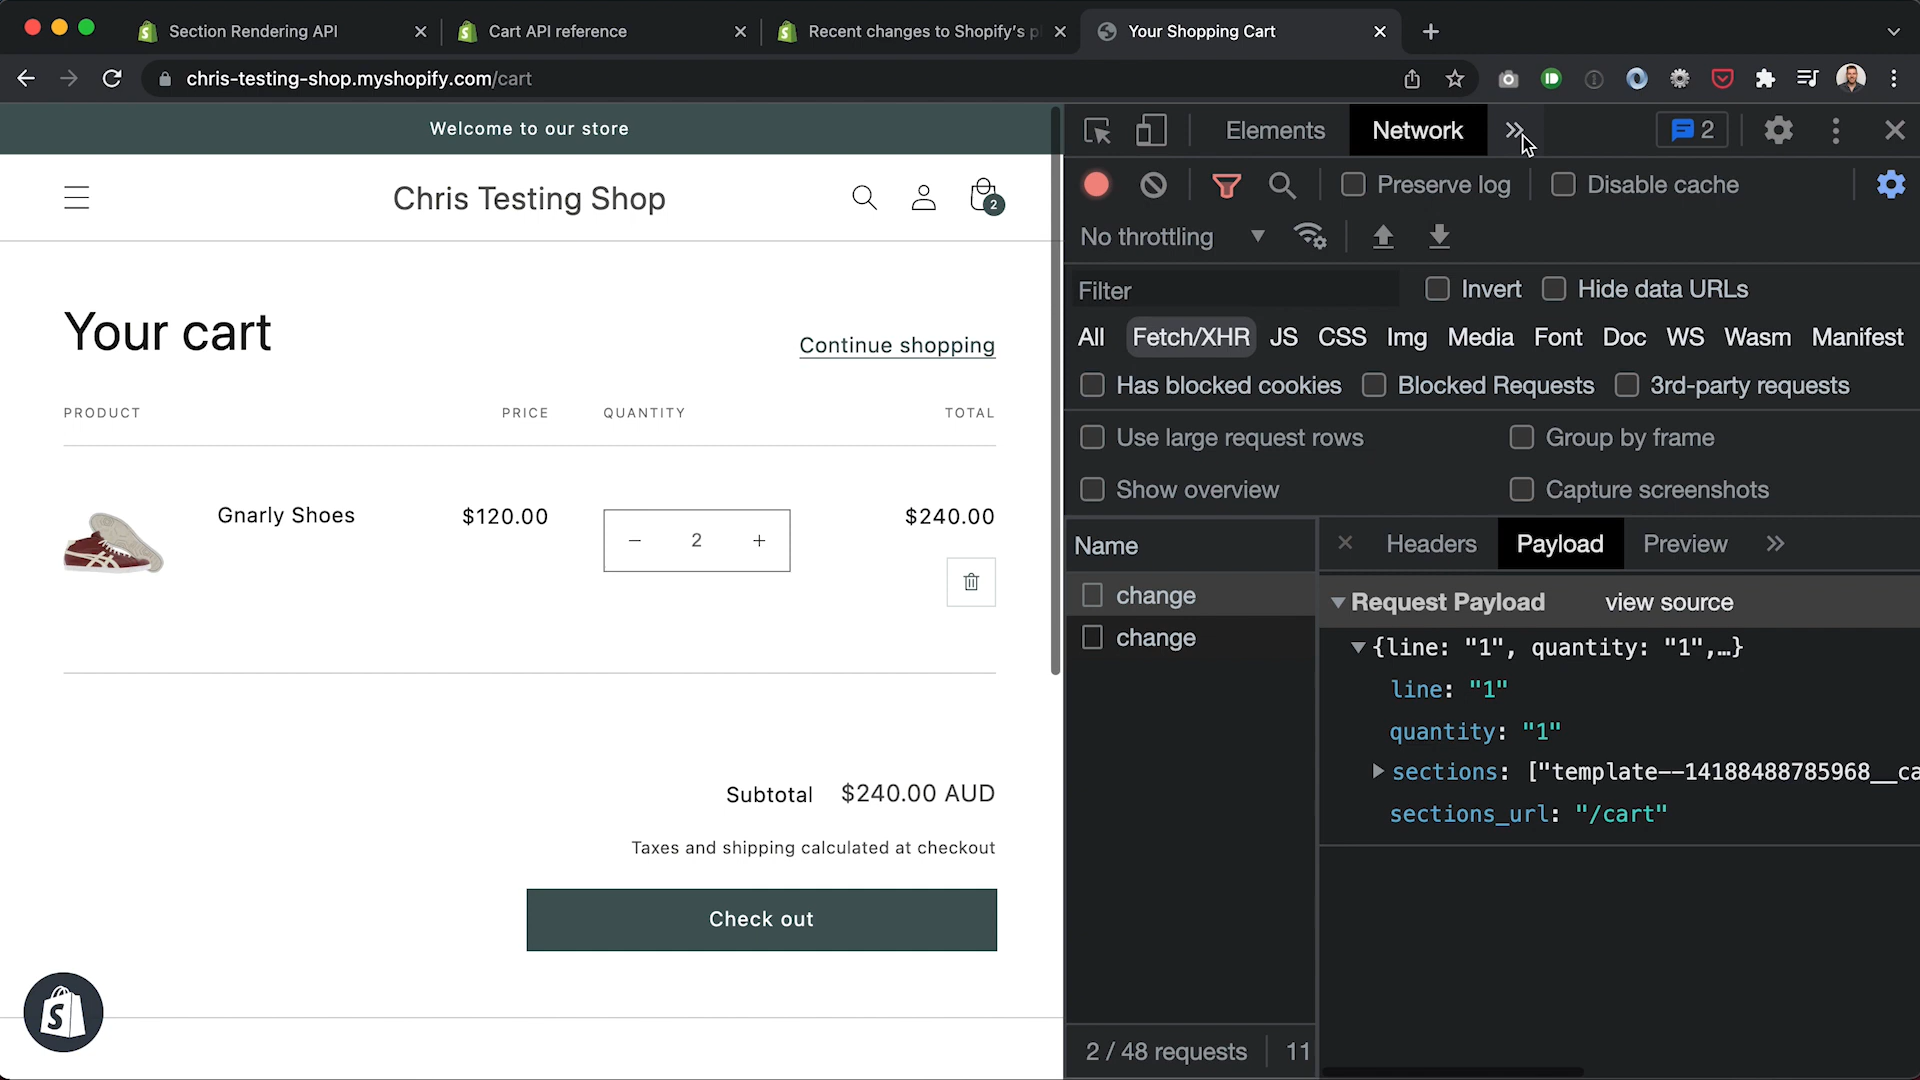 Section Rendering API
Cart API reference
Recent changes to Shopify's p
Your Shopping Cart
chris-testing-shop.myshopify.com/cart
Welcome to our store
Chris Testing Shop
2
Your cart
Continue shopping
PRODUCT PRICE QUANTITY TOTAL
Gnarly Shoes $120.00 − 2 + $240.00
Subtotal $240.00 AUD
Taxes and shipping calculated at checkout
Check out
Elements Network » 2
Preserve log Disable cache
No throttling
Filter Invert Hide data URLs
All Fetch/XHR JS CSS Img Media Font Doc WS Wasm Manifest
Has blocked cookies Blocked Requests 3rd-party requests
Use large request rows Group by frame
Show overview Capture screenshots
Name
change
change
2 / 48 requests 11
Headers Payload Preview »
Request Payload view source
{line: "1", quantity: "1",…}
line: "1"
quantity: "1"
sections: ["template--14188488785968__ca
sections_url: "/cart"